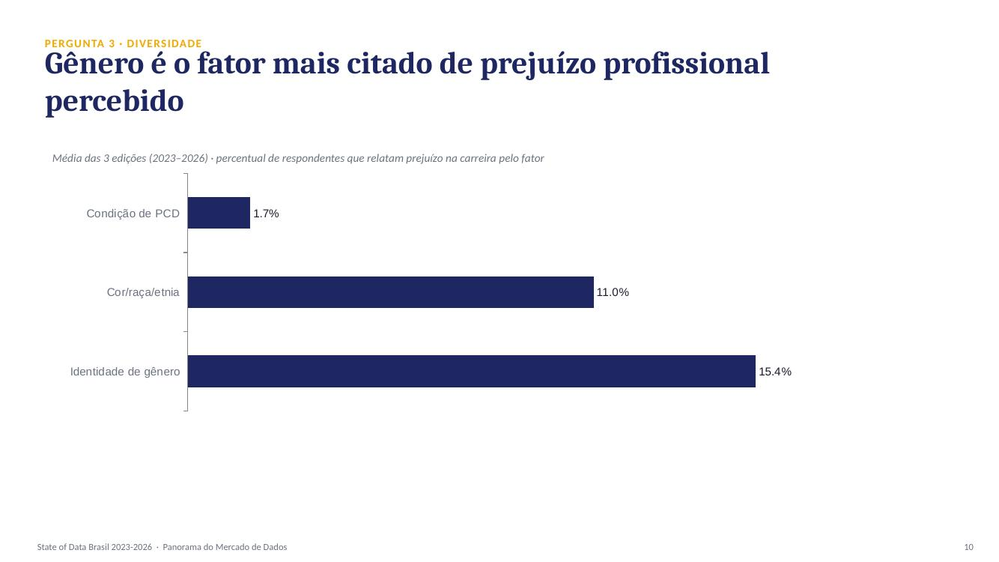 PERGUNTA 3 · DIVERSIDADE
Gênero é o fator mais citado de prejuízo profissional
percebido
Média das 3 edições (2023–2026) · percentual de respondentes que relatam prejuízo na carreira pelo fator
Condição de PCD 1.7%
Cor/raça/etnia 11.0%
Identidade de gênero 15.4%
State of Data Brasil 2023-2026 · Panorama do Mercado de Dados 10